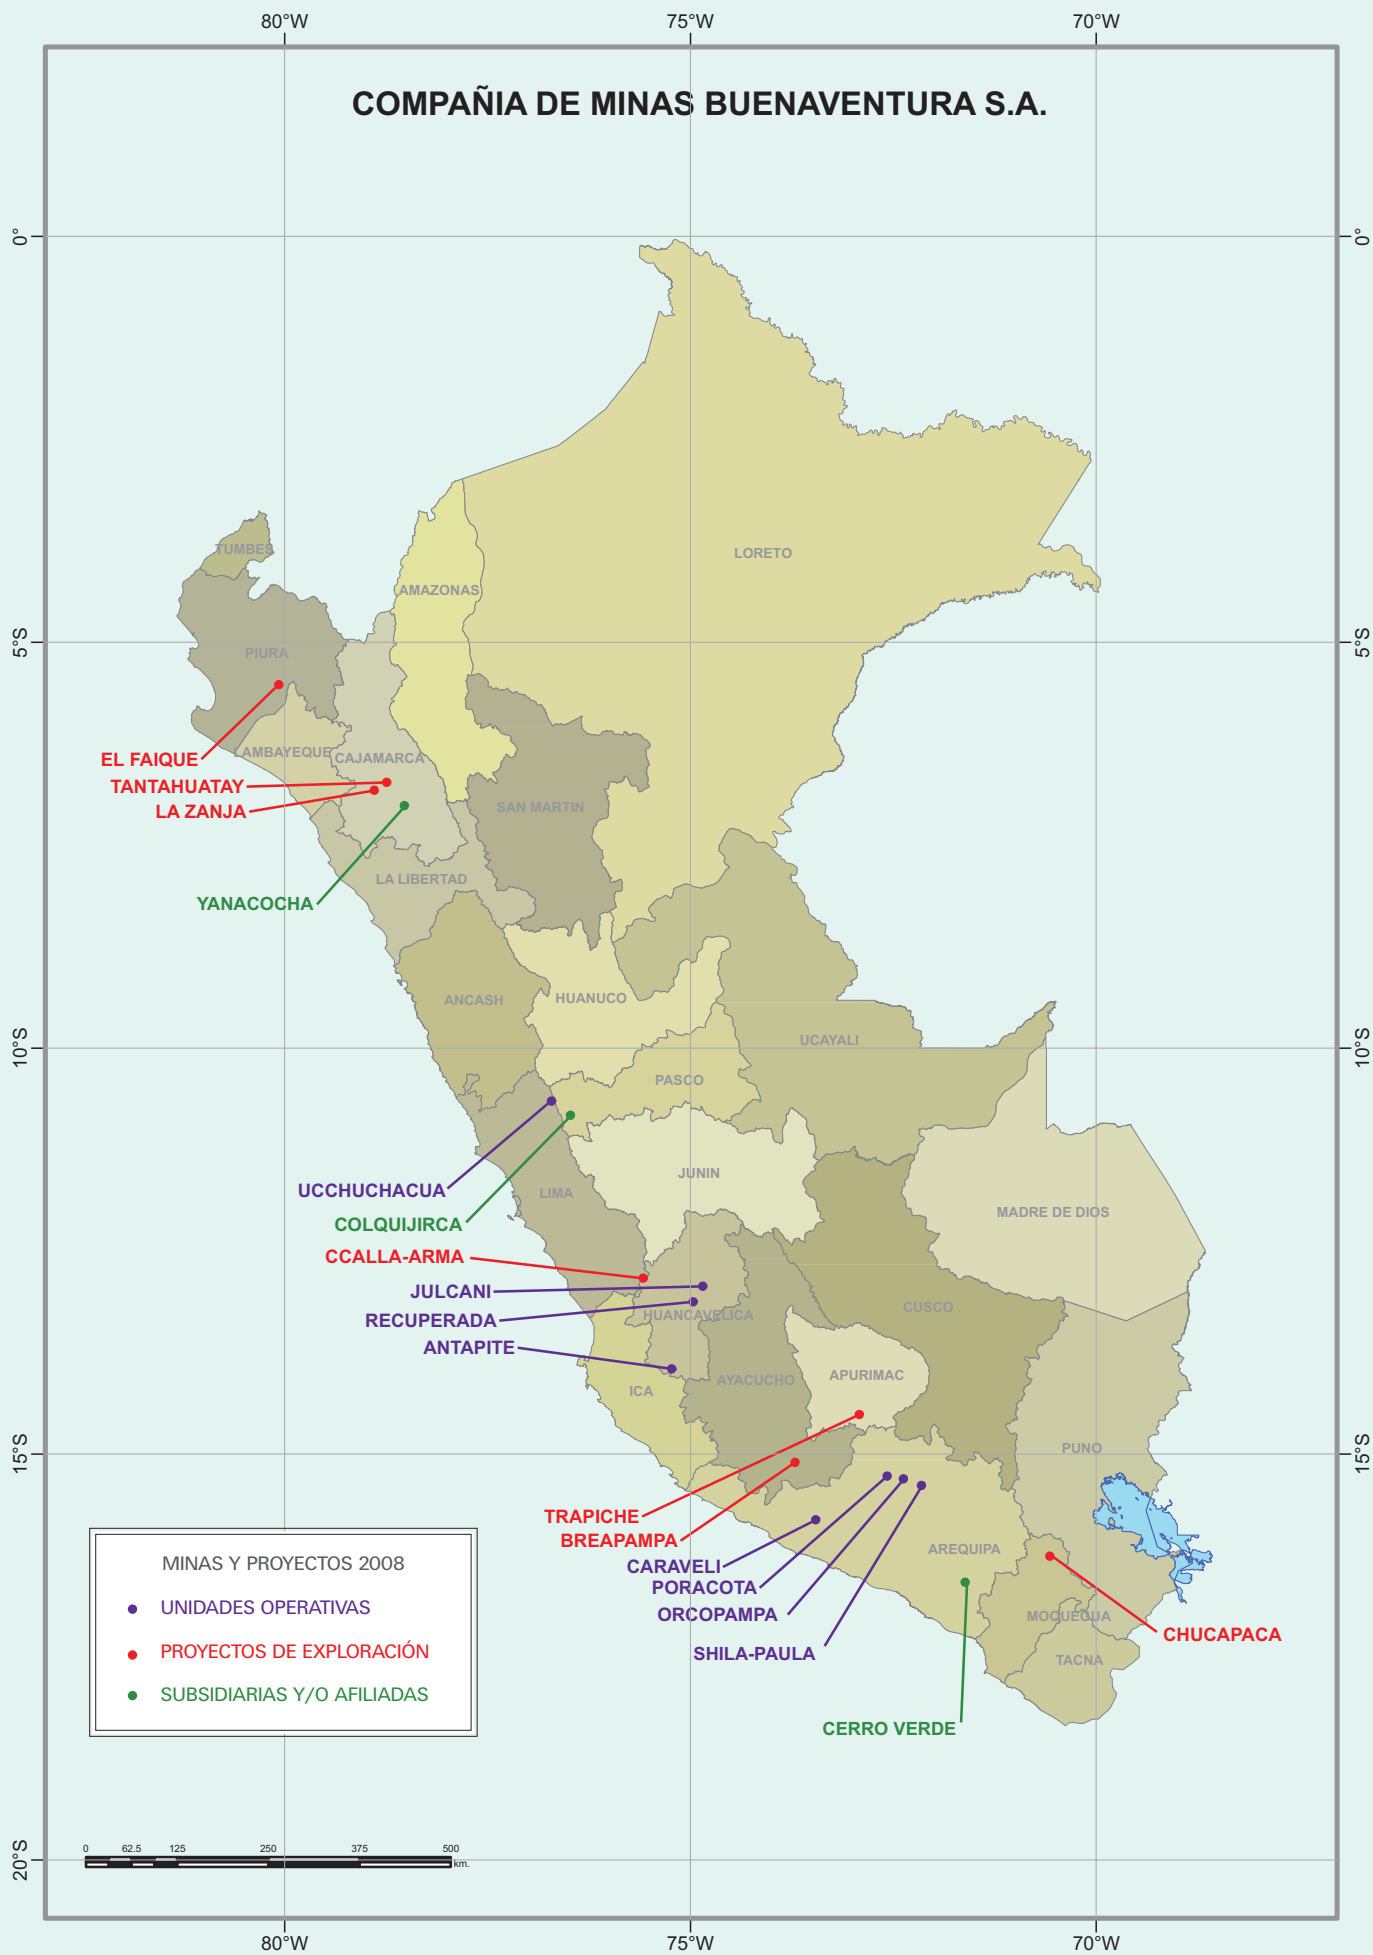 80°W
75°W
70°W
COMPAÑIA DE MINAS BUENAVENTURA S.A.
0°
0°
LORETO
TUMBES
AMAZONAS
5°S
5°S
PIURA
LAMBAYEQUE
CAJAMARCA
EL FAIQUE
TANTAHUATAY
LA ZANJA
SAN MARTIN
LA LIBERTAD
YANACOCHA
ANCASH
HUANUCO
UCAYALI
10°S
10°S
PASCO
JUNIN
UCCHUCHACUA
LIMA
MADRE DE DIOS
COLQUIJIRCA
CCALLA-ARMA
JULCANI
CUSCO
RECUPERADA
HUANCAVELICA
ANTAPITE
ICA
AYACUCHO
APURIMAC
15°S
15°S
PUNO
TRAPICHE
BREAPAMPA
AREQUIPA
CARAVELI
PORACOTA
ORCOPAMPA
MOQUEGUA
CHUCAPACA
SHILA-PAULA
TACNA
CERRO VERDE
MINAS Y PROYECTOS 2008
UNIDADES OPERATIVAS
PROYECTOS DE EXPLORACIÓN
SUBSIDIARIAS Y/O AFILIADAS
0 62.5 125 250 375 500
km.
20°S
20°S
80°W
75°W
70°W